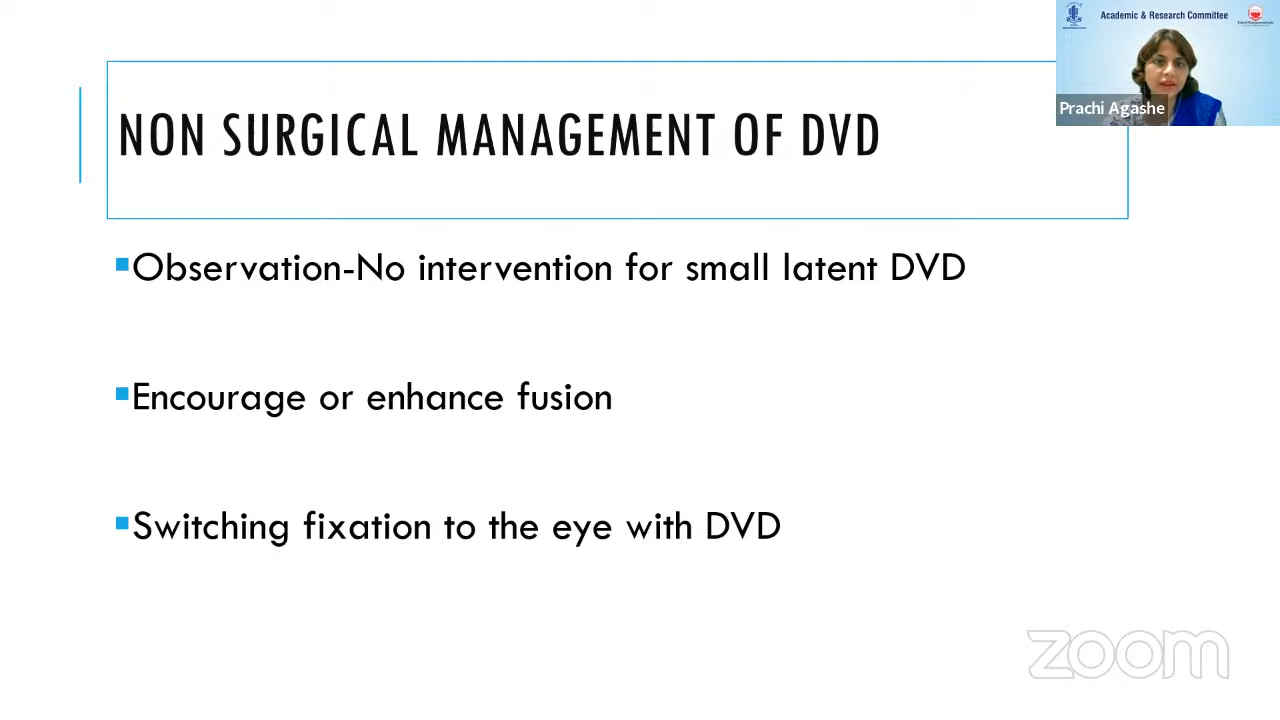 Academic & Research Committee
Prachi Agashe
NON SURGICAL MANAGEMENT OF DVD
▪Observation-No intervention for small latent DVD
▪Encourage or enhance fusion
▪Switching fixation to the eye with DVD
zoom